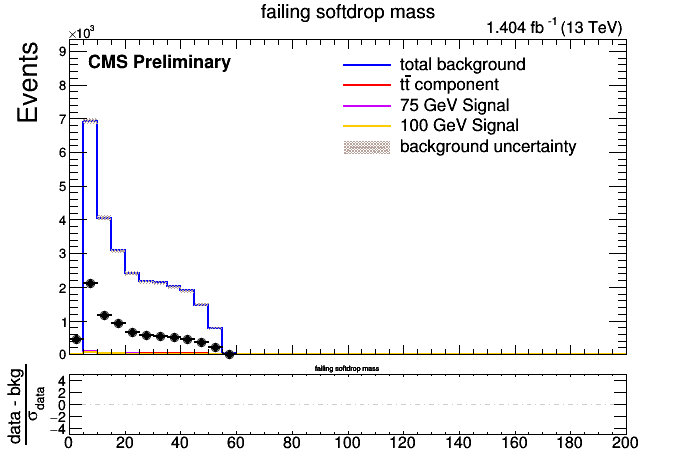 failing softdrop mass
×10³
1.404 fb⁻¹ (13 TeV)
Events
CMS Preliminary
total background
tt̄ component
75 GeV Signal
100 GeV Signal
background uncertainty
9
8
7
6
5
4
3
2
1
0
failing softdrop mass
data - bkg
σdata
4
2
0
−2
−4
0 20 40 60 80 100 120 140 160 180 200